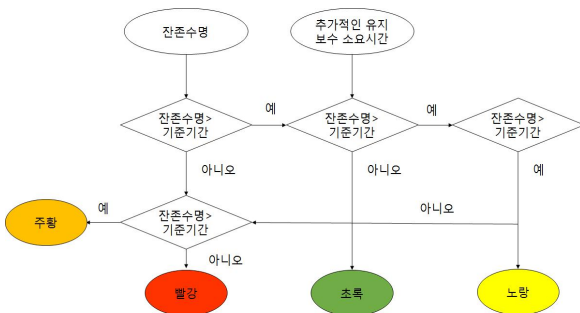 잔존수명
추가적인 유지
보수 소요시간
잔존수명>
기준기간
예
잔존수명>
기준기간
예
잔존수명>
기준기간
아니오
아니오
예
주황
예
잔존수명>
기준기간
아니오
아니오
빨강
초록
노랑